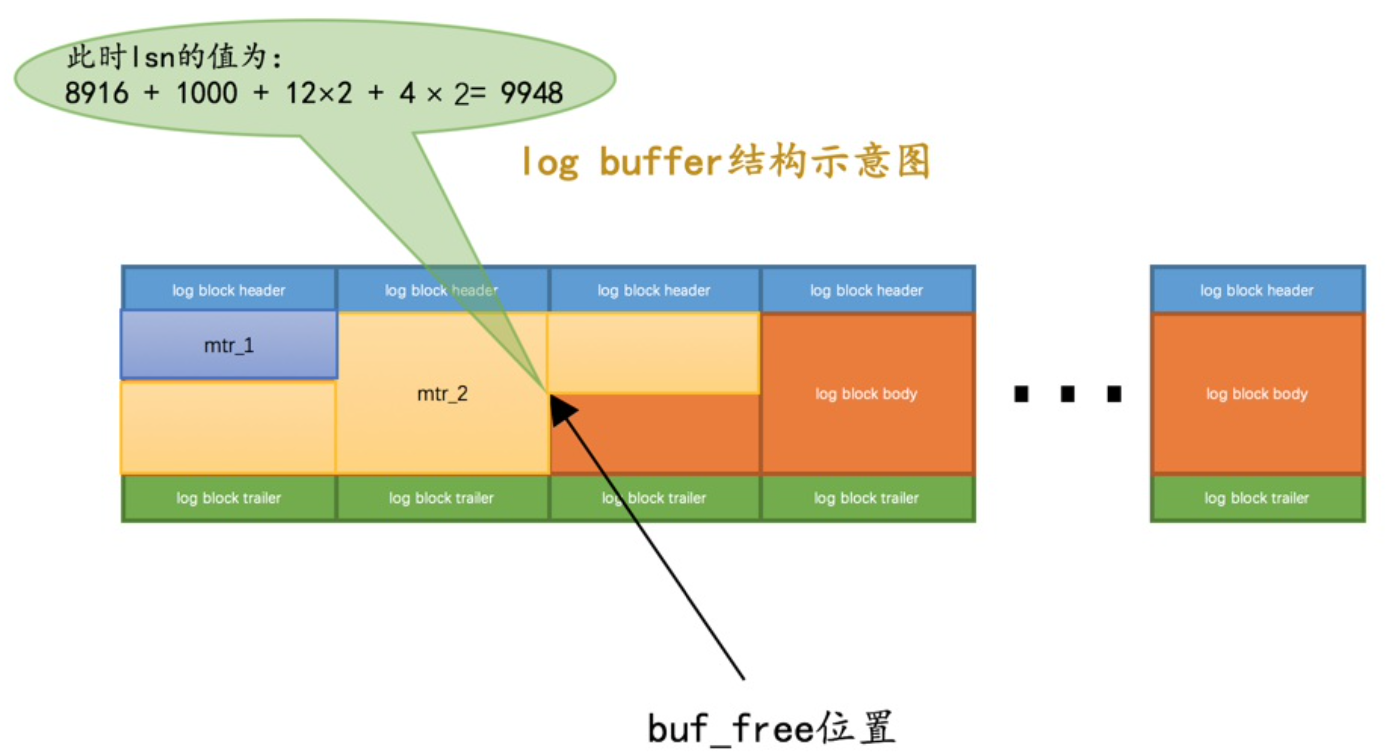 此时lsn的值为：
8916 + 1000 + 12×2 + 4 × 2= 9948
log buffer结构示意图
log block header
log block header
log block header
log block header
log block header
mtr_1
mtr_2
log block body
log block body
log block trailer
log block trailer
log block trailer
log block trailer
log block trailer
buf_free位置